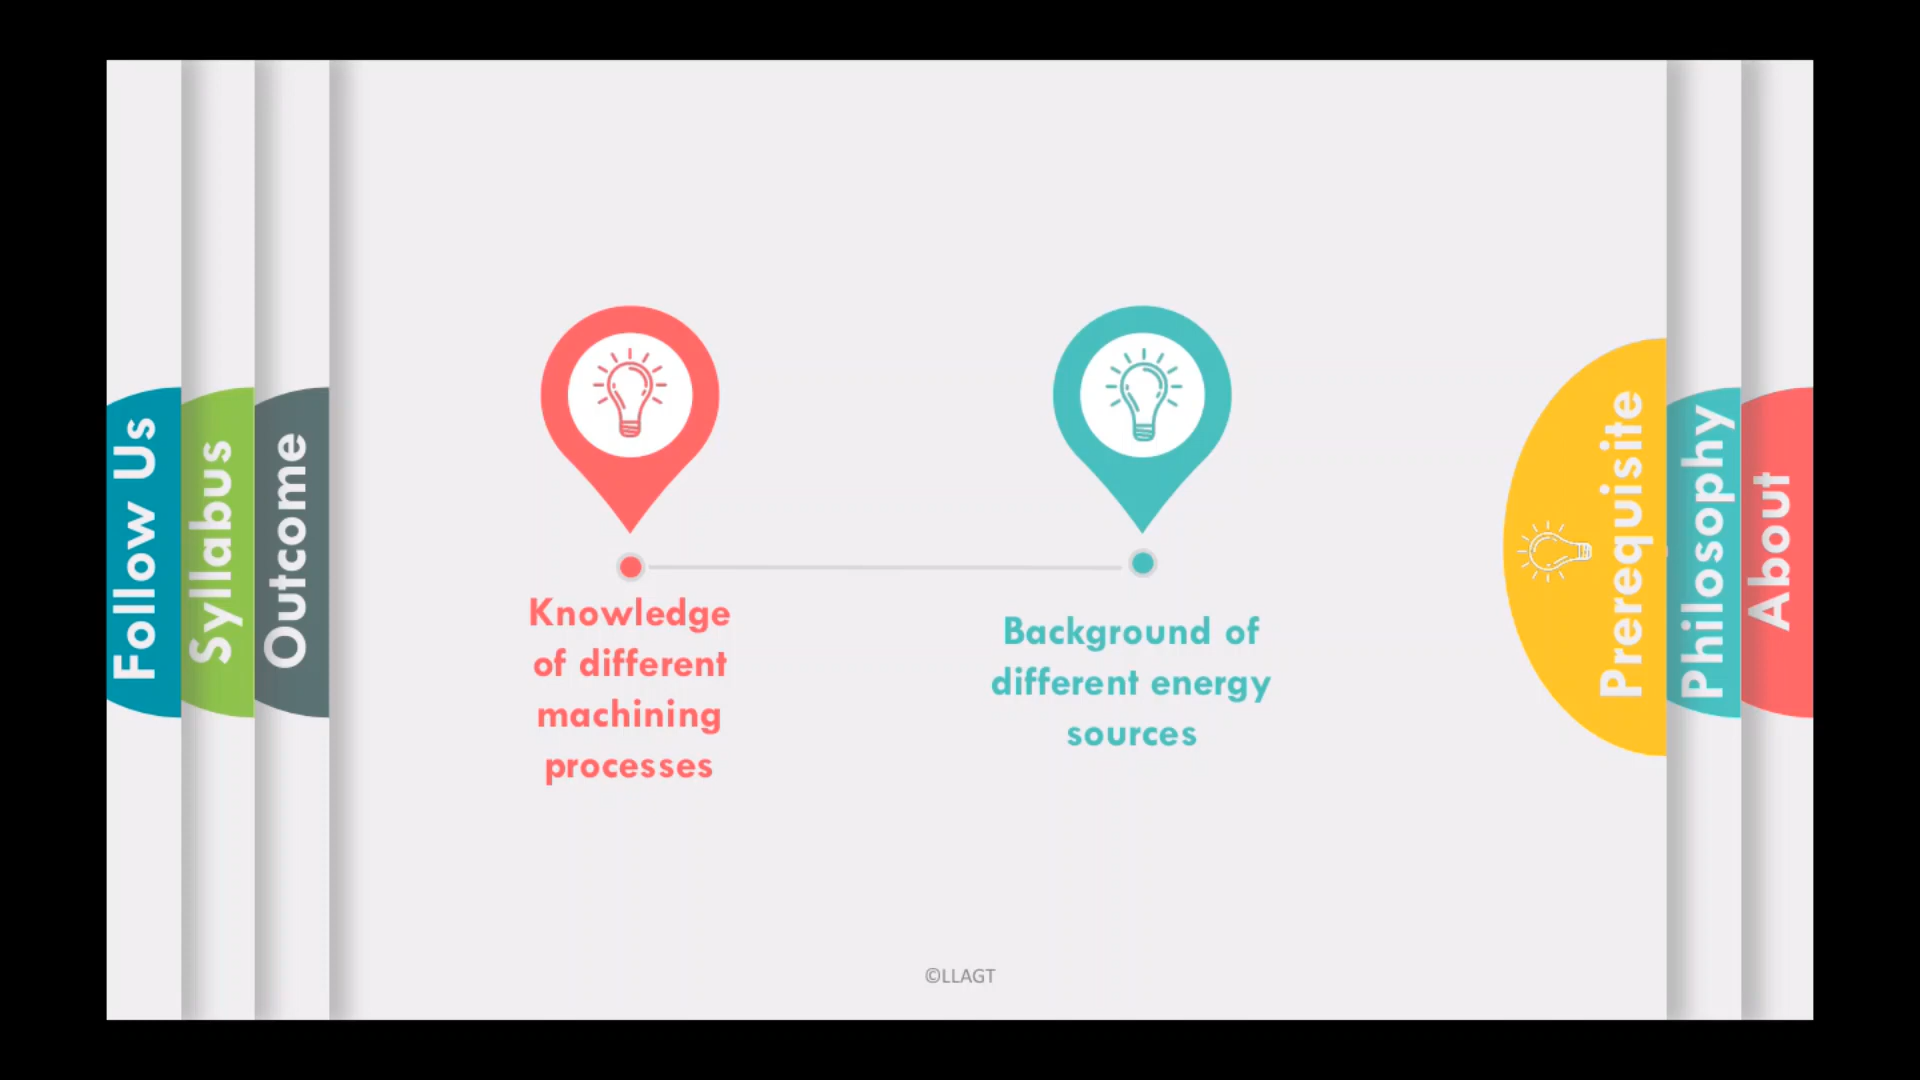 Follow Us
Syllabus
Outcome
Knowledge
of different
machining
processes
Background of
different energy
sources
Prerequisite
Philosophy
About
©LLAGT